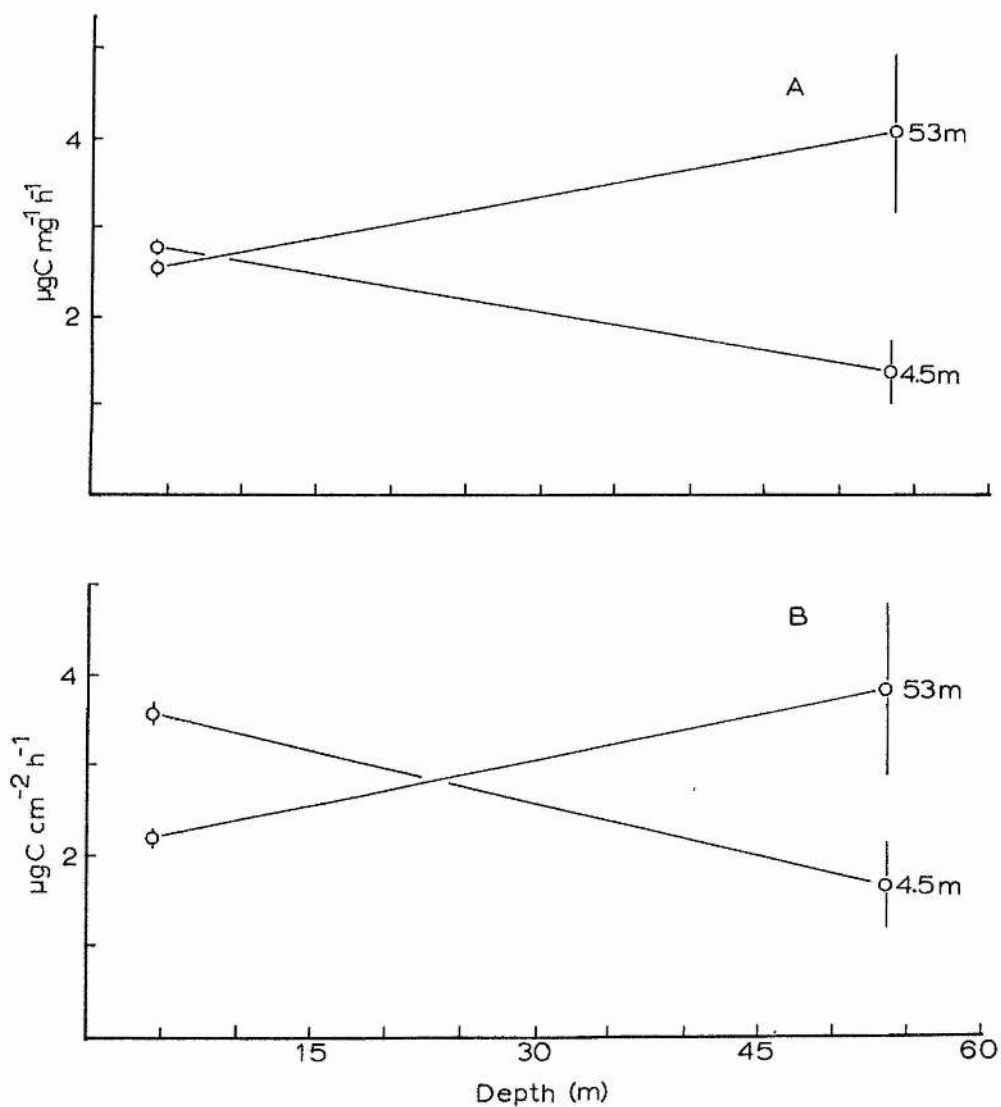 A
4
53m
µgC mg⁻¹ h⁻¹
2
4.5m
B
4
53m
µgC cm⁻² h⁻¹
2
4.5m
15 30 45 60
Depth (m)